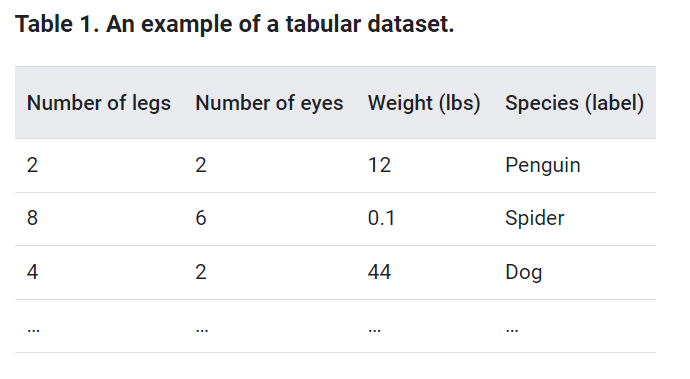 Table 1. An example of a tabular dataset.
Number of legs Number of eyes Weight (lbs) Species (label)
2 2 12 Penguin
8 6 0.1 Spider
4 2 44 Dog
... ... ... ...